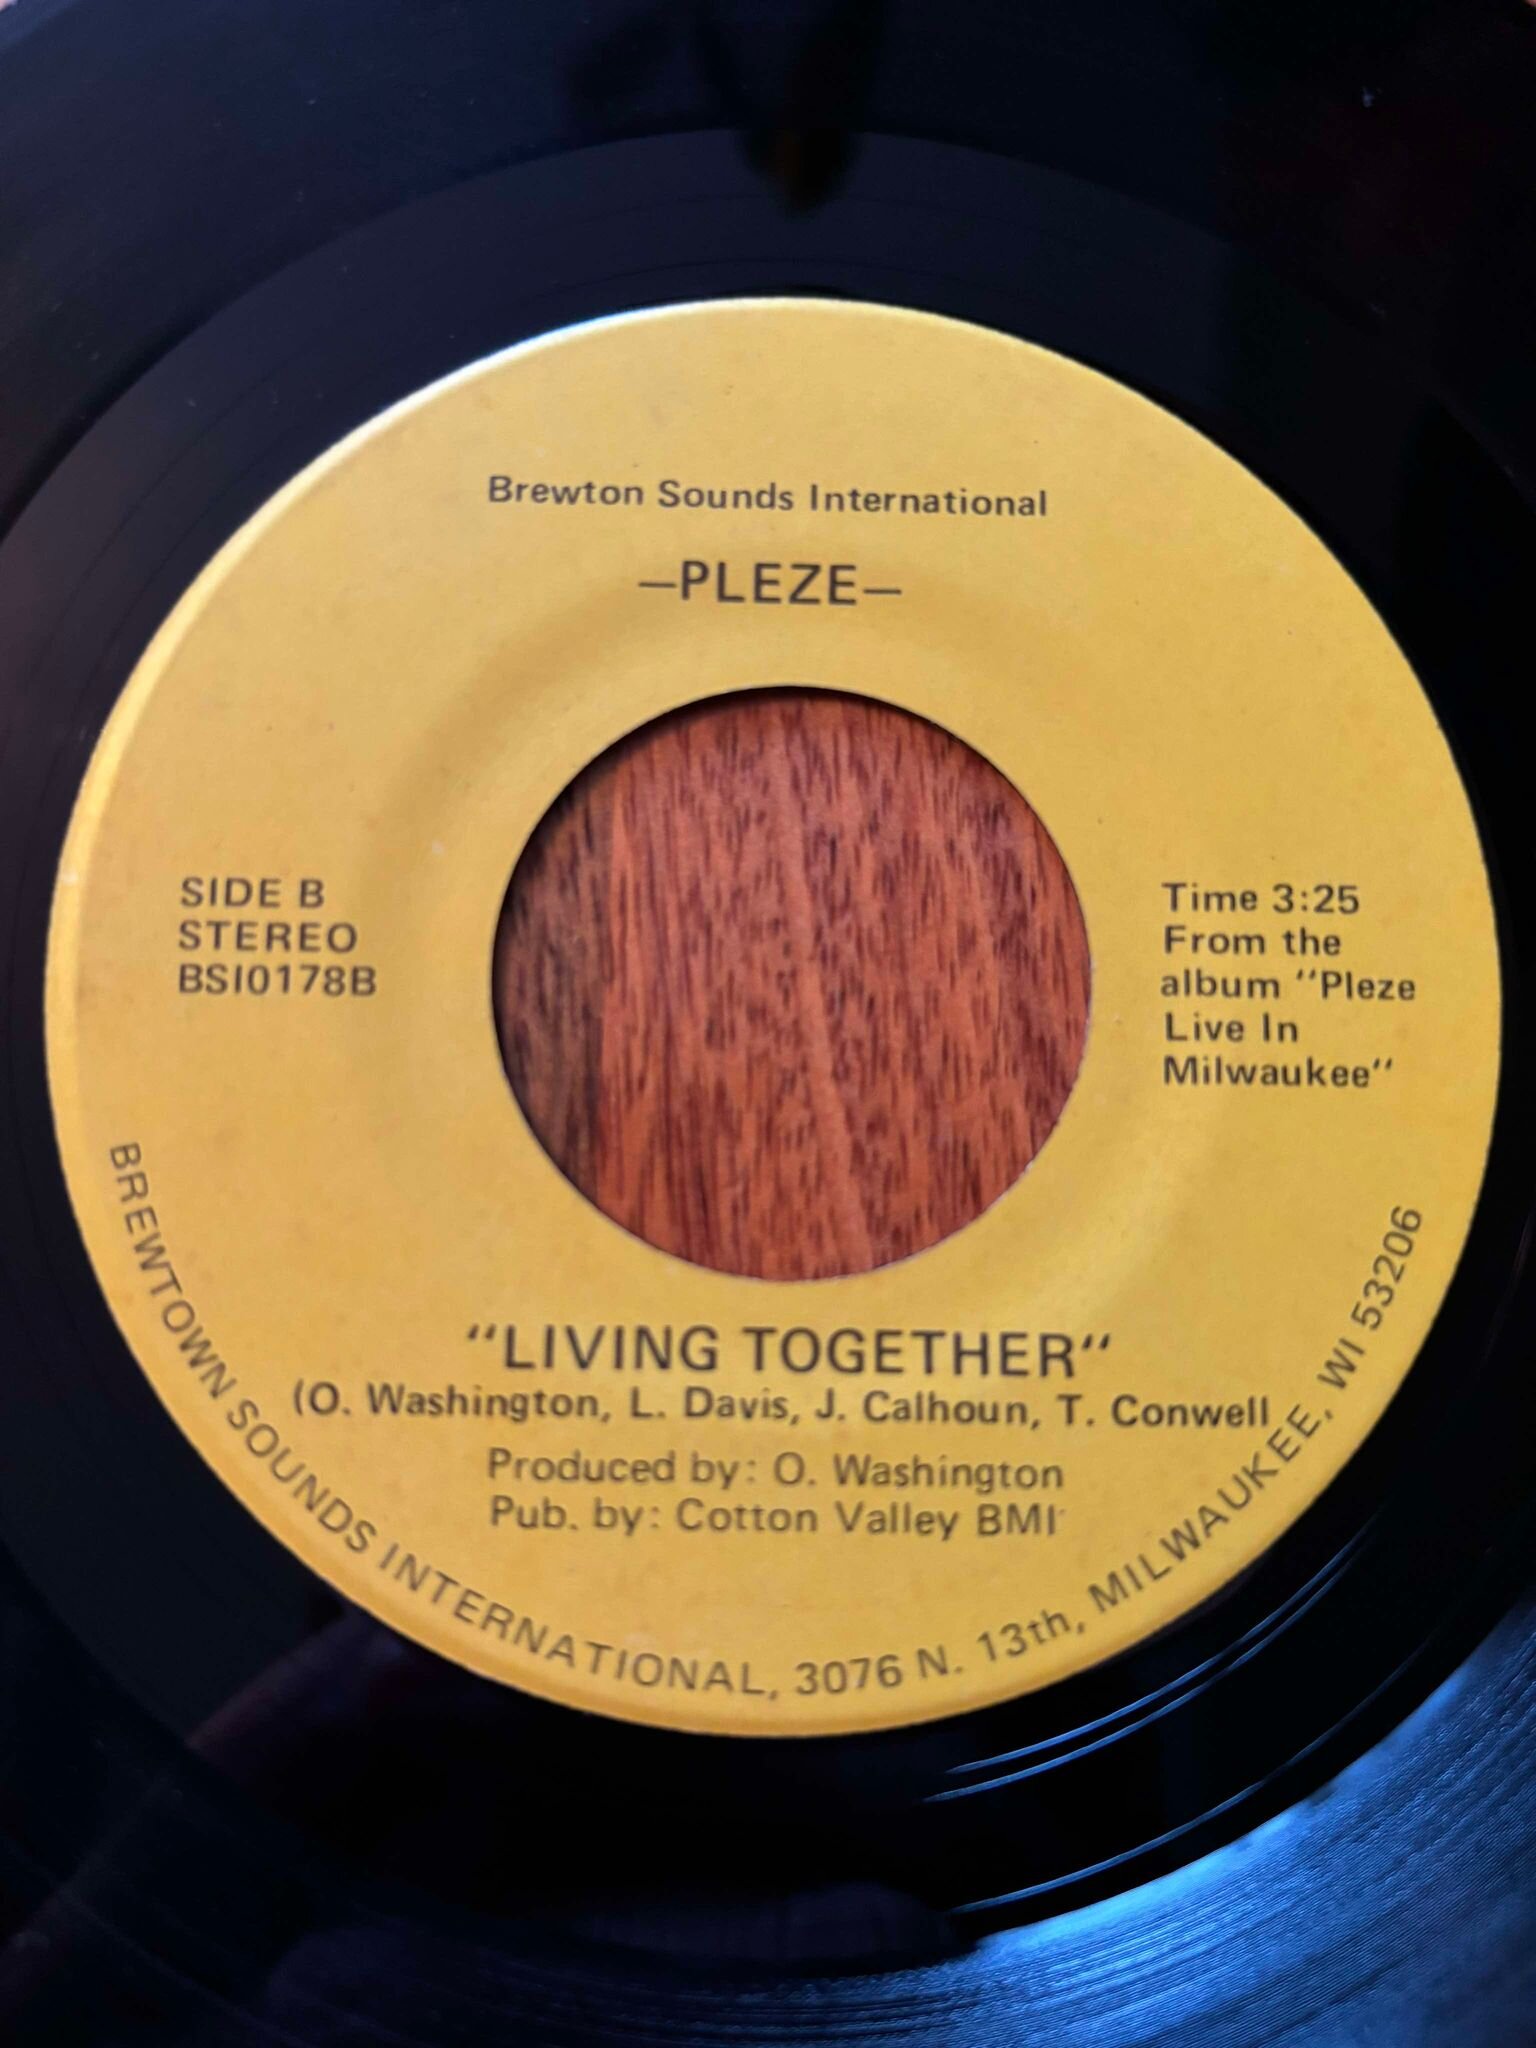 Brewton Sounds International
—PLEZE—
SIDE B
STEREO
BSI0178B
Time 3:25
From the
album "Pleze
Live In
Milwaukee"
"LIVING TOGETHER"
(O. Washington, L. Davis, J. Calhoun, T. Conwell
Produced by: O. Washington
Pub. by: Cotton Valley BMI
BREWTOWN SOUNDS INTERNATIONAL, 3076 N. 13th, MILWAUKEE, WI 53206